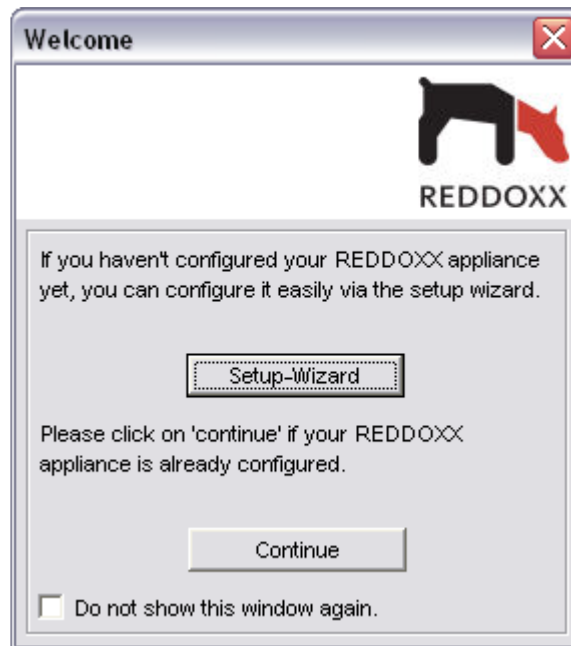 Welcome
REDDOXX
If you haven't configured your REDDOXX appliance
yet, you can configure it easily via the setup wizard.
Setup-Wizard
Please click on 'continue' if your REDDOXX
appliance is already configured.
Continue
Do not show this window again.